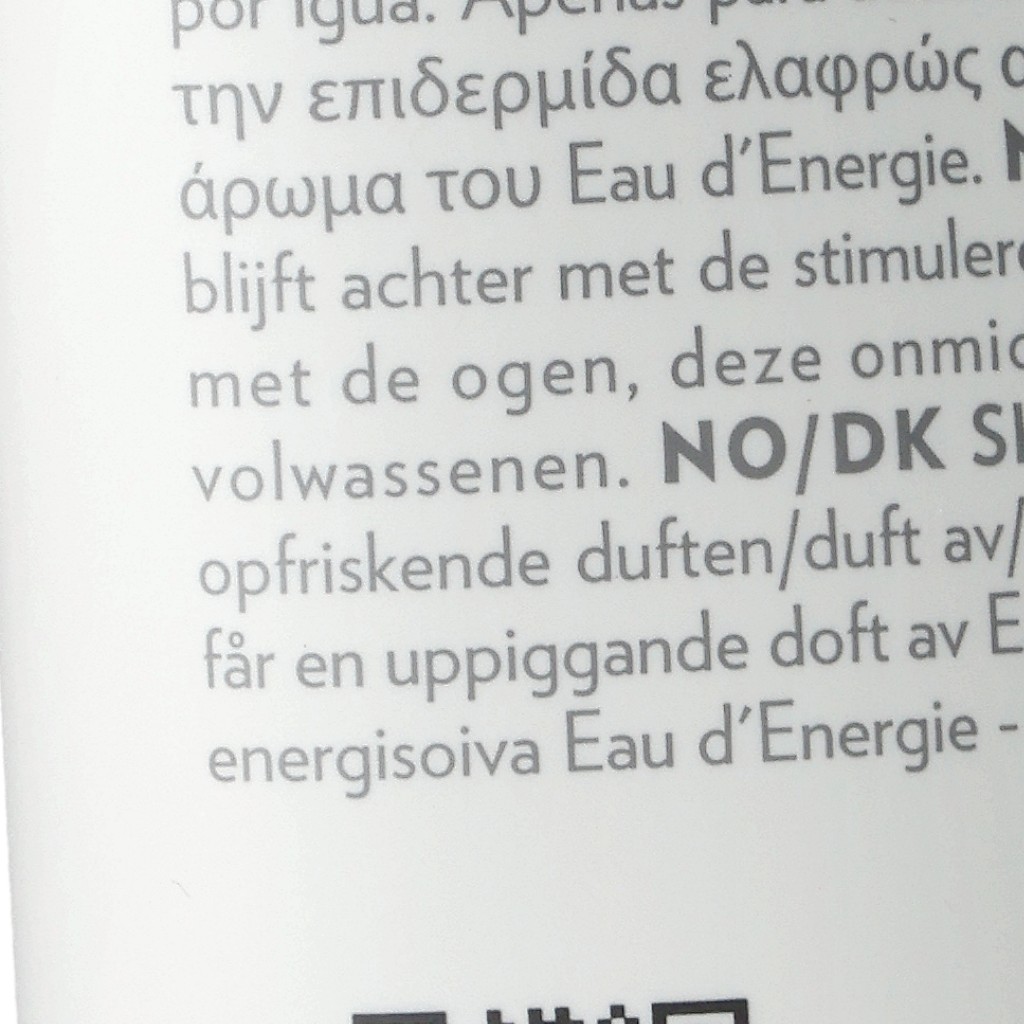 την επιδερμίδα ελαφρώς
άρωμα του Eau d'Energie.
blijft achter met de
met de ogen, deze
volwassenen. NO/DK
opfriskende duften/duft av/
får en uppiggande doft av
energisoiva Eau d'Energie -